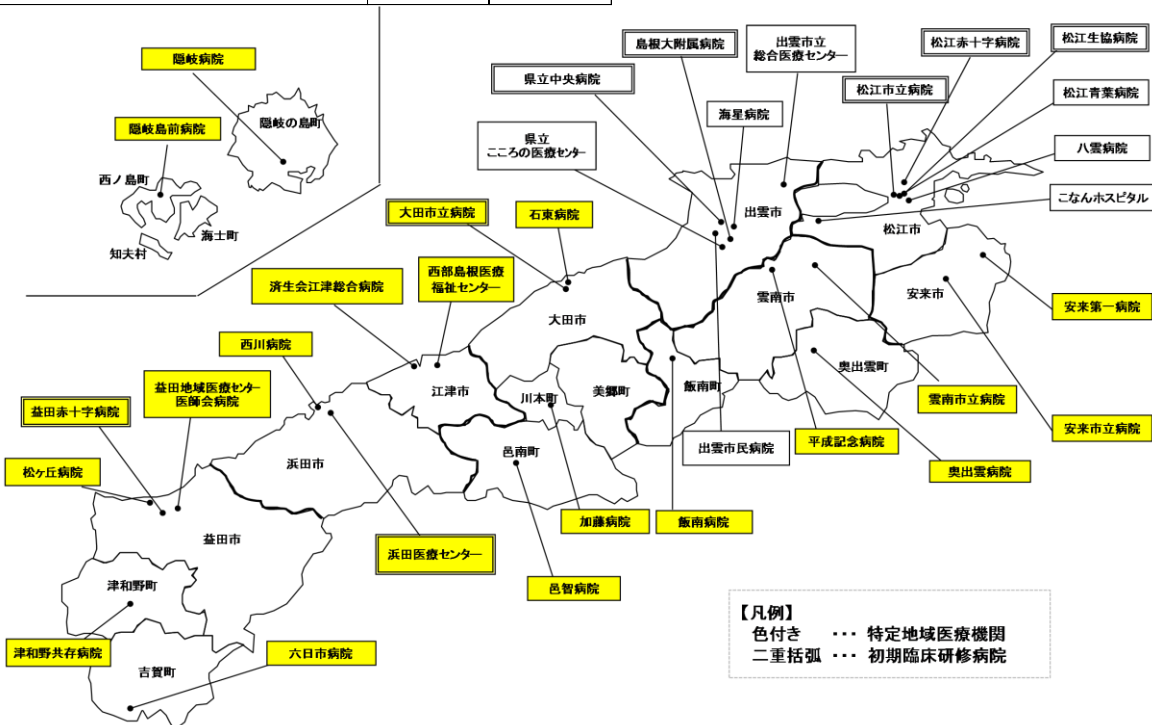 隠岐病院
隠岐島前病院
隠岐の島町
西ノ島町
海士町
知夫村
島根大附属病院
出雲市立
総合医療センター
松江赤十字病院
松江生協病院
県立中央病院
松江市立病院
松江青葉病院
海星病院
県立
こころの医療センター
八雲病院
こなんホスピタル
出雲市
松江市
大田市立病院
石東病院
済生会江津総合病院
西部島根医療
福祉センター
雲南市
安来市
安来第一病院
大田市
西川病院
奥出雲町
江津市
川本町
美郷町
飯南町
益田地域医療センター
医師会病院
益田赤十字病院
雲南市立病院
安来市立病院
出雲市民病院
平成記念病院
奥出雲病院
邑南町
浜田市
松ヶ丘病院
加藤病院
飯南病院
益田市
浜田医療センター
邑智病院
津和野町
津和野共存病院
六日市病院
吉賀町
【凡例】
色付き ・・・ 特定地域医療機関
二重括弧 ・・・ 初期臨床研修病院